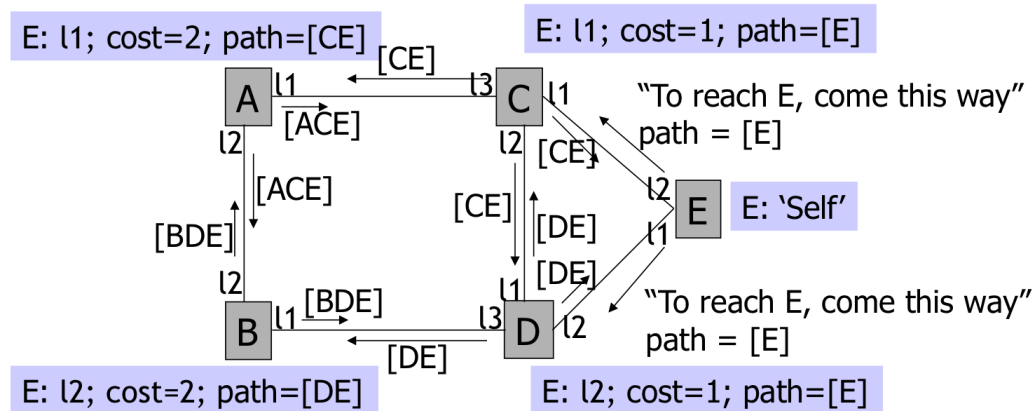 E: l1; cost=2; path=[CE]
E: l1; cost=1; path=[E]
[CE]
A
l1
l3
C
l1
[ACE]
“To reach E, come this way”
path = [E]
l2
l2
[CE]
[ACE]
[CE]
l2
E
E: ‘Self’
[BDE]
[DE]
l1
[DE]
l2
[BDE]
l1
“To reach E, come this way”
path = [E]
B
l1
l3
D
l2
[DE]
E: l2; cost=2; path=[DE]
E: l2; cost=1; path=[E]